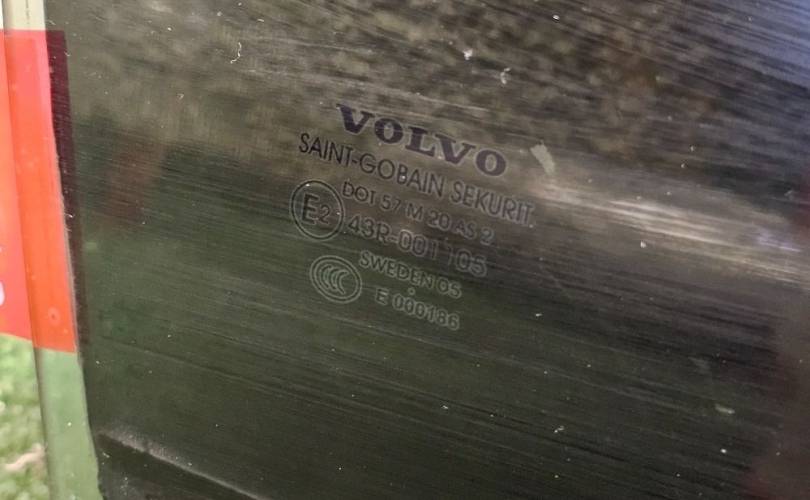 VOLVO
SAINT-GOBAIN SEKURIT
DOT 57 M 20 AS 2
E2 43R-001105
SWEDEN 05
E 000186